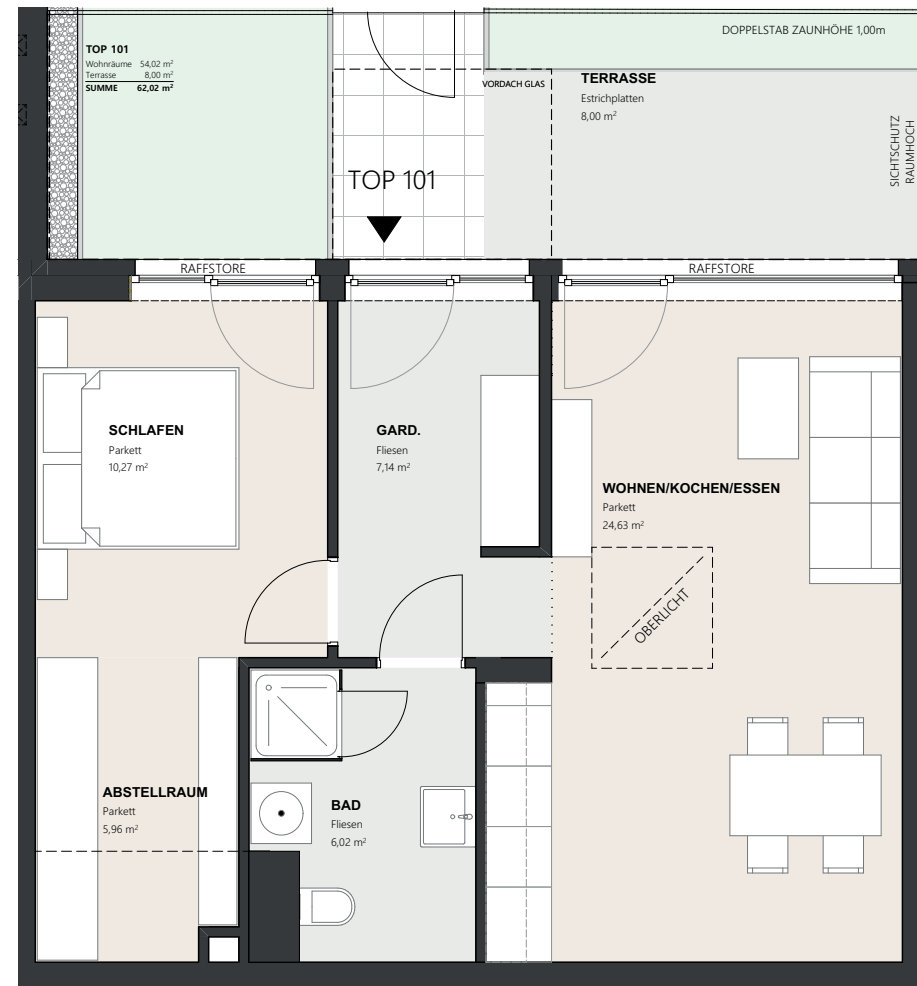 DOPPELSTAB ZAUNHÖHE 1,00m
TOP 101
Wohnräume 54,02 m²
Terrasse 8,00 m²
SUMME 62,02 m²
VORDACH GLAS
TERRASSE
Estrichplatten
8,00 m²
SICHTSCHUTZ
RAUMHOCH
TOP 101
RAFFSTORE
RAFFSTORE
SCHLAFEN
Parkett
10,27 m²
GARD.
Fliesen
7,14 m²
WOHNEN/KOCHEN/ESSEN
Parkett
24,63 m²
OBERLICHT
ABSTELLRAUM
Parkett
5,96 m²
BAD
Fliesen
6,02 m²